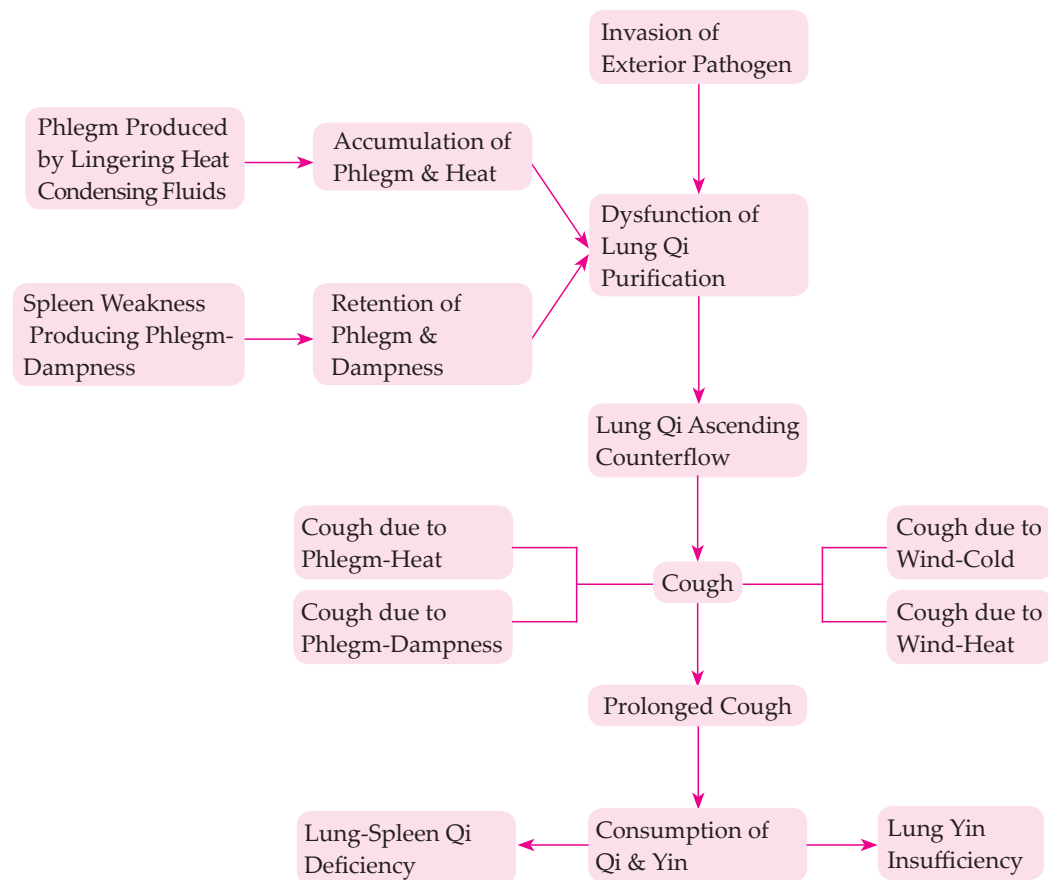 Invasion of
Exterior Pathogen
Phlegm Produced
by Lingering Heat
Condensing Fluids
Accumulation of
Phlegm & Heat
Dysfunction of
Lung Qi
Purification
Spleen Weakness
Producing Phlegm-
Dampness
Retention of
Phlegm &
Dampness
Lung Qi Ascending
Counterflow
Cough due to
Phlegm-Heat
Cough due to
Phlegm-Dampness
Cough
Cough due to
Wind-Cold
Cough due to
Wind-Heat
Prolonged Cough
Lung-Spleen Qi
Deficiency
Consumption of
Qi & Yin
Lung Yin
Insufficiency